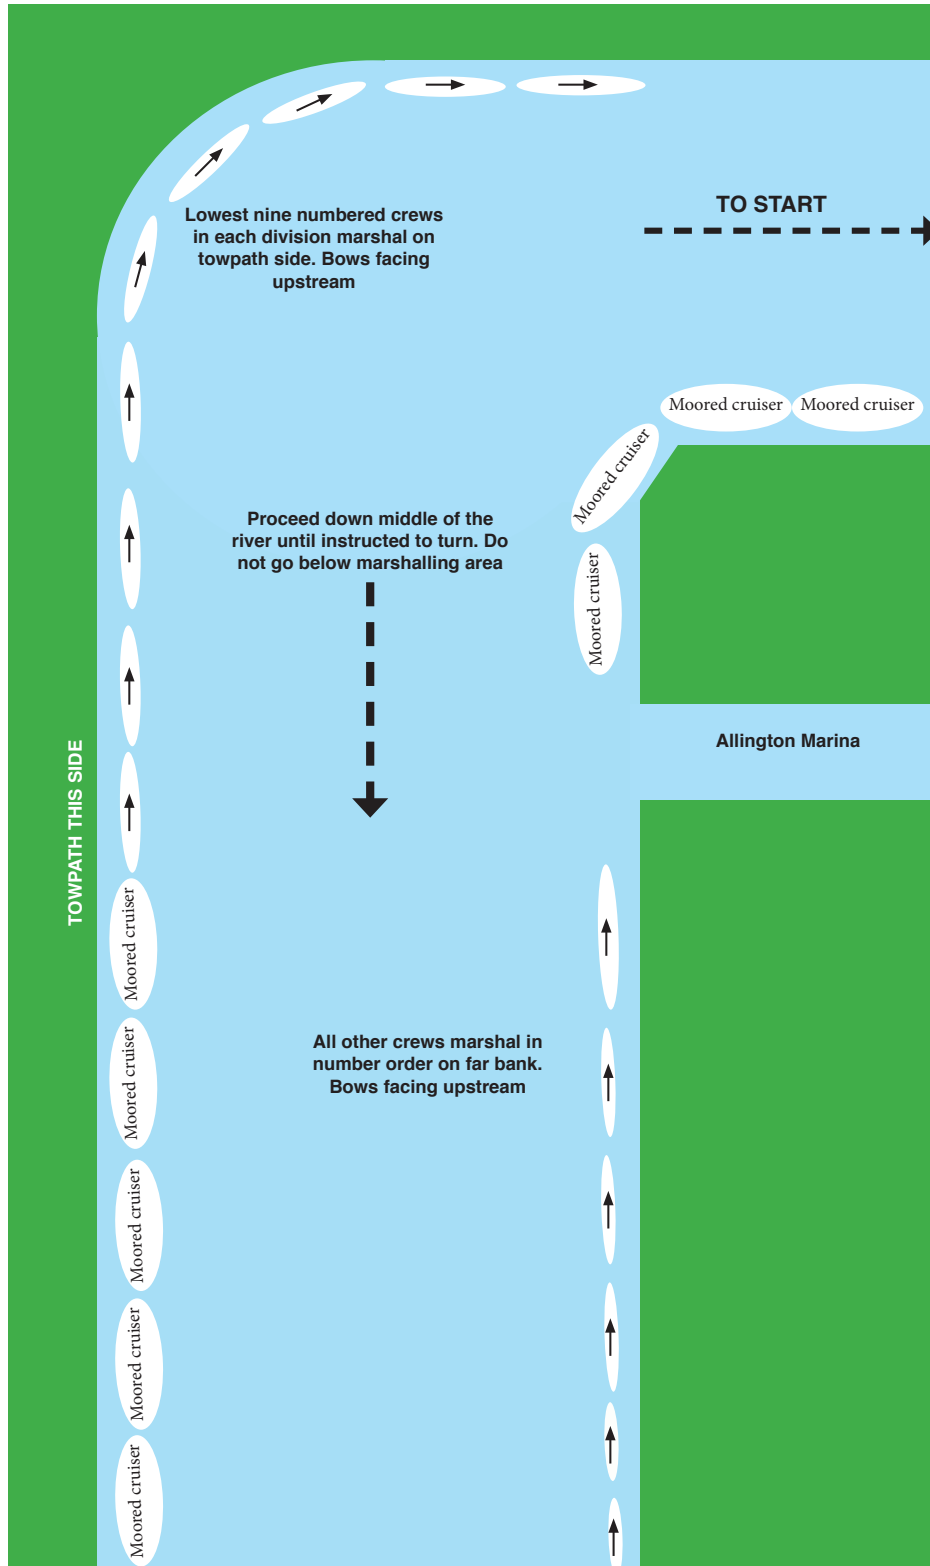 TO START
Lowest nine numbered crews
in each division marshal on
towpath side. Bows facing
upstream
Moored cruiser
Moored cruiser
Moored cruiser
Proceed down middle of the
river until instructed to turn. Do
not go below marshalling area
Moored cruiser
Allington Marina
TOWPATH THIS SIDE
Moored cruiser
Moored cruiser
All other crews marshal in
number order on far bank.
Bows facing upstream
Moored cruiser
Moored cruiser
Moored cruiser